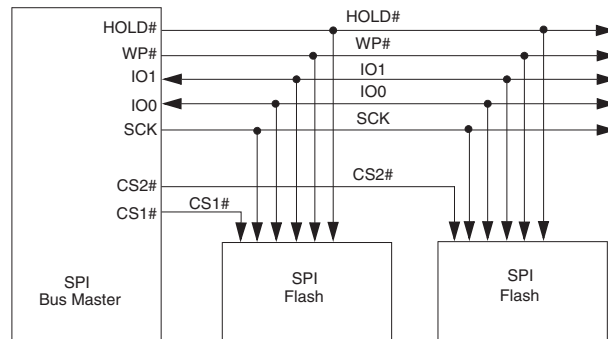 HOLD#
HOLD#
WP#
WP#
IO1
IO1
IO0
IO0
SCK
SCK
CS2#
CS2#
CS1#
CS1#
SPI
Bus Master
SPI
Flash
SPI
Flash